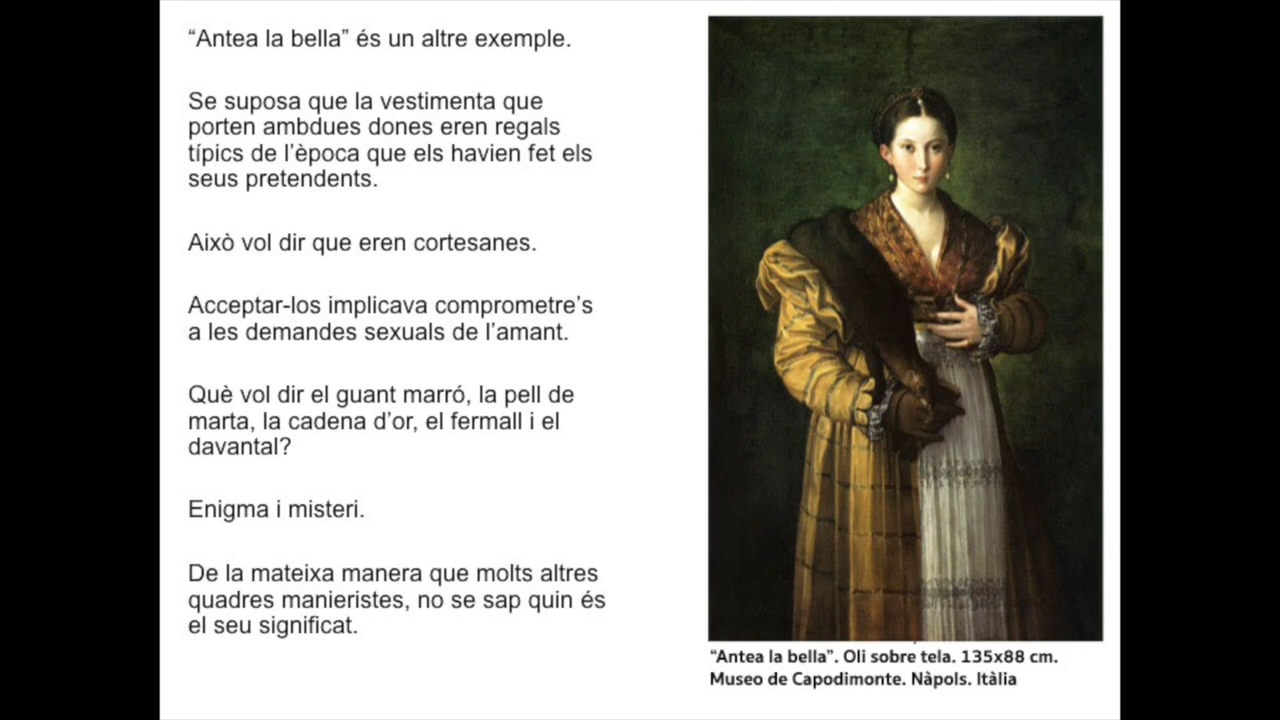 “Antea la bella” és un altre exemple.
Se suposa que la vestimenta que
porten ambdues dones eren regals
típics de l’època que els havien fet els
seus pretendents.
Això vol dir que eren cortesanes.
Acceptar-los implicava comprometre’s
a les demandes sexuals de l’amant.
Què vol dir el guant marró, la pell de
marta, la cadena d’or, el fermall i el
davantal?
Enigma i misteri.
De la mateixa manera que molts altres
quadres manieristes, no se sap quin és
el seu significat.
“Antea la bella”. Oli sobre tela. 135x88 cm.
Museo de Capodimonte. Nàpols. Itàlia